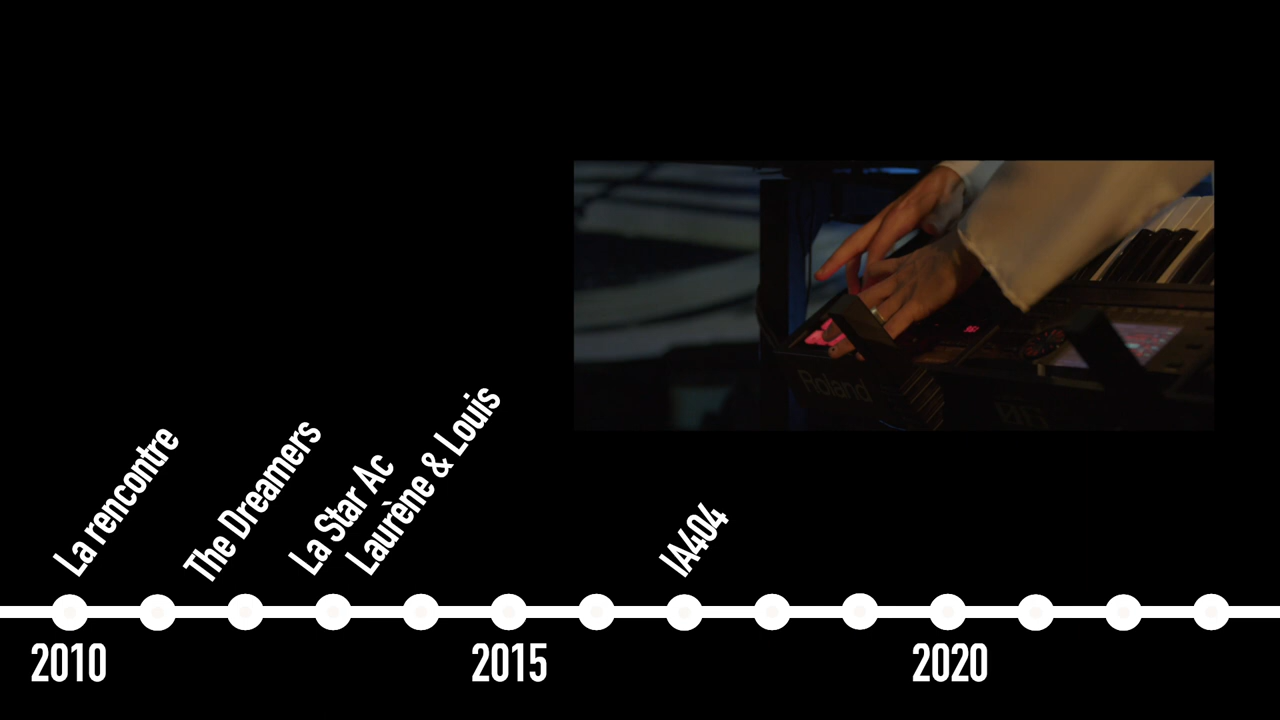 Roland
La rencontre
The Dreamers
La Star Ac
Laurène & Louis
IA404
2010
2015
2020